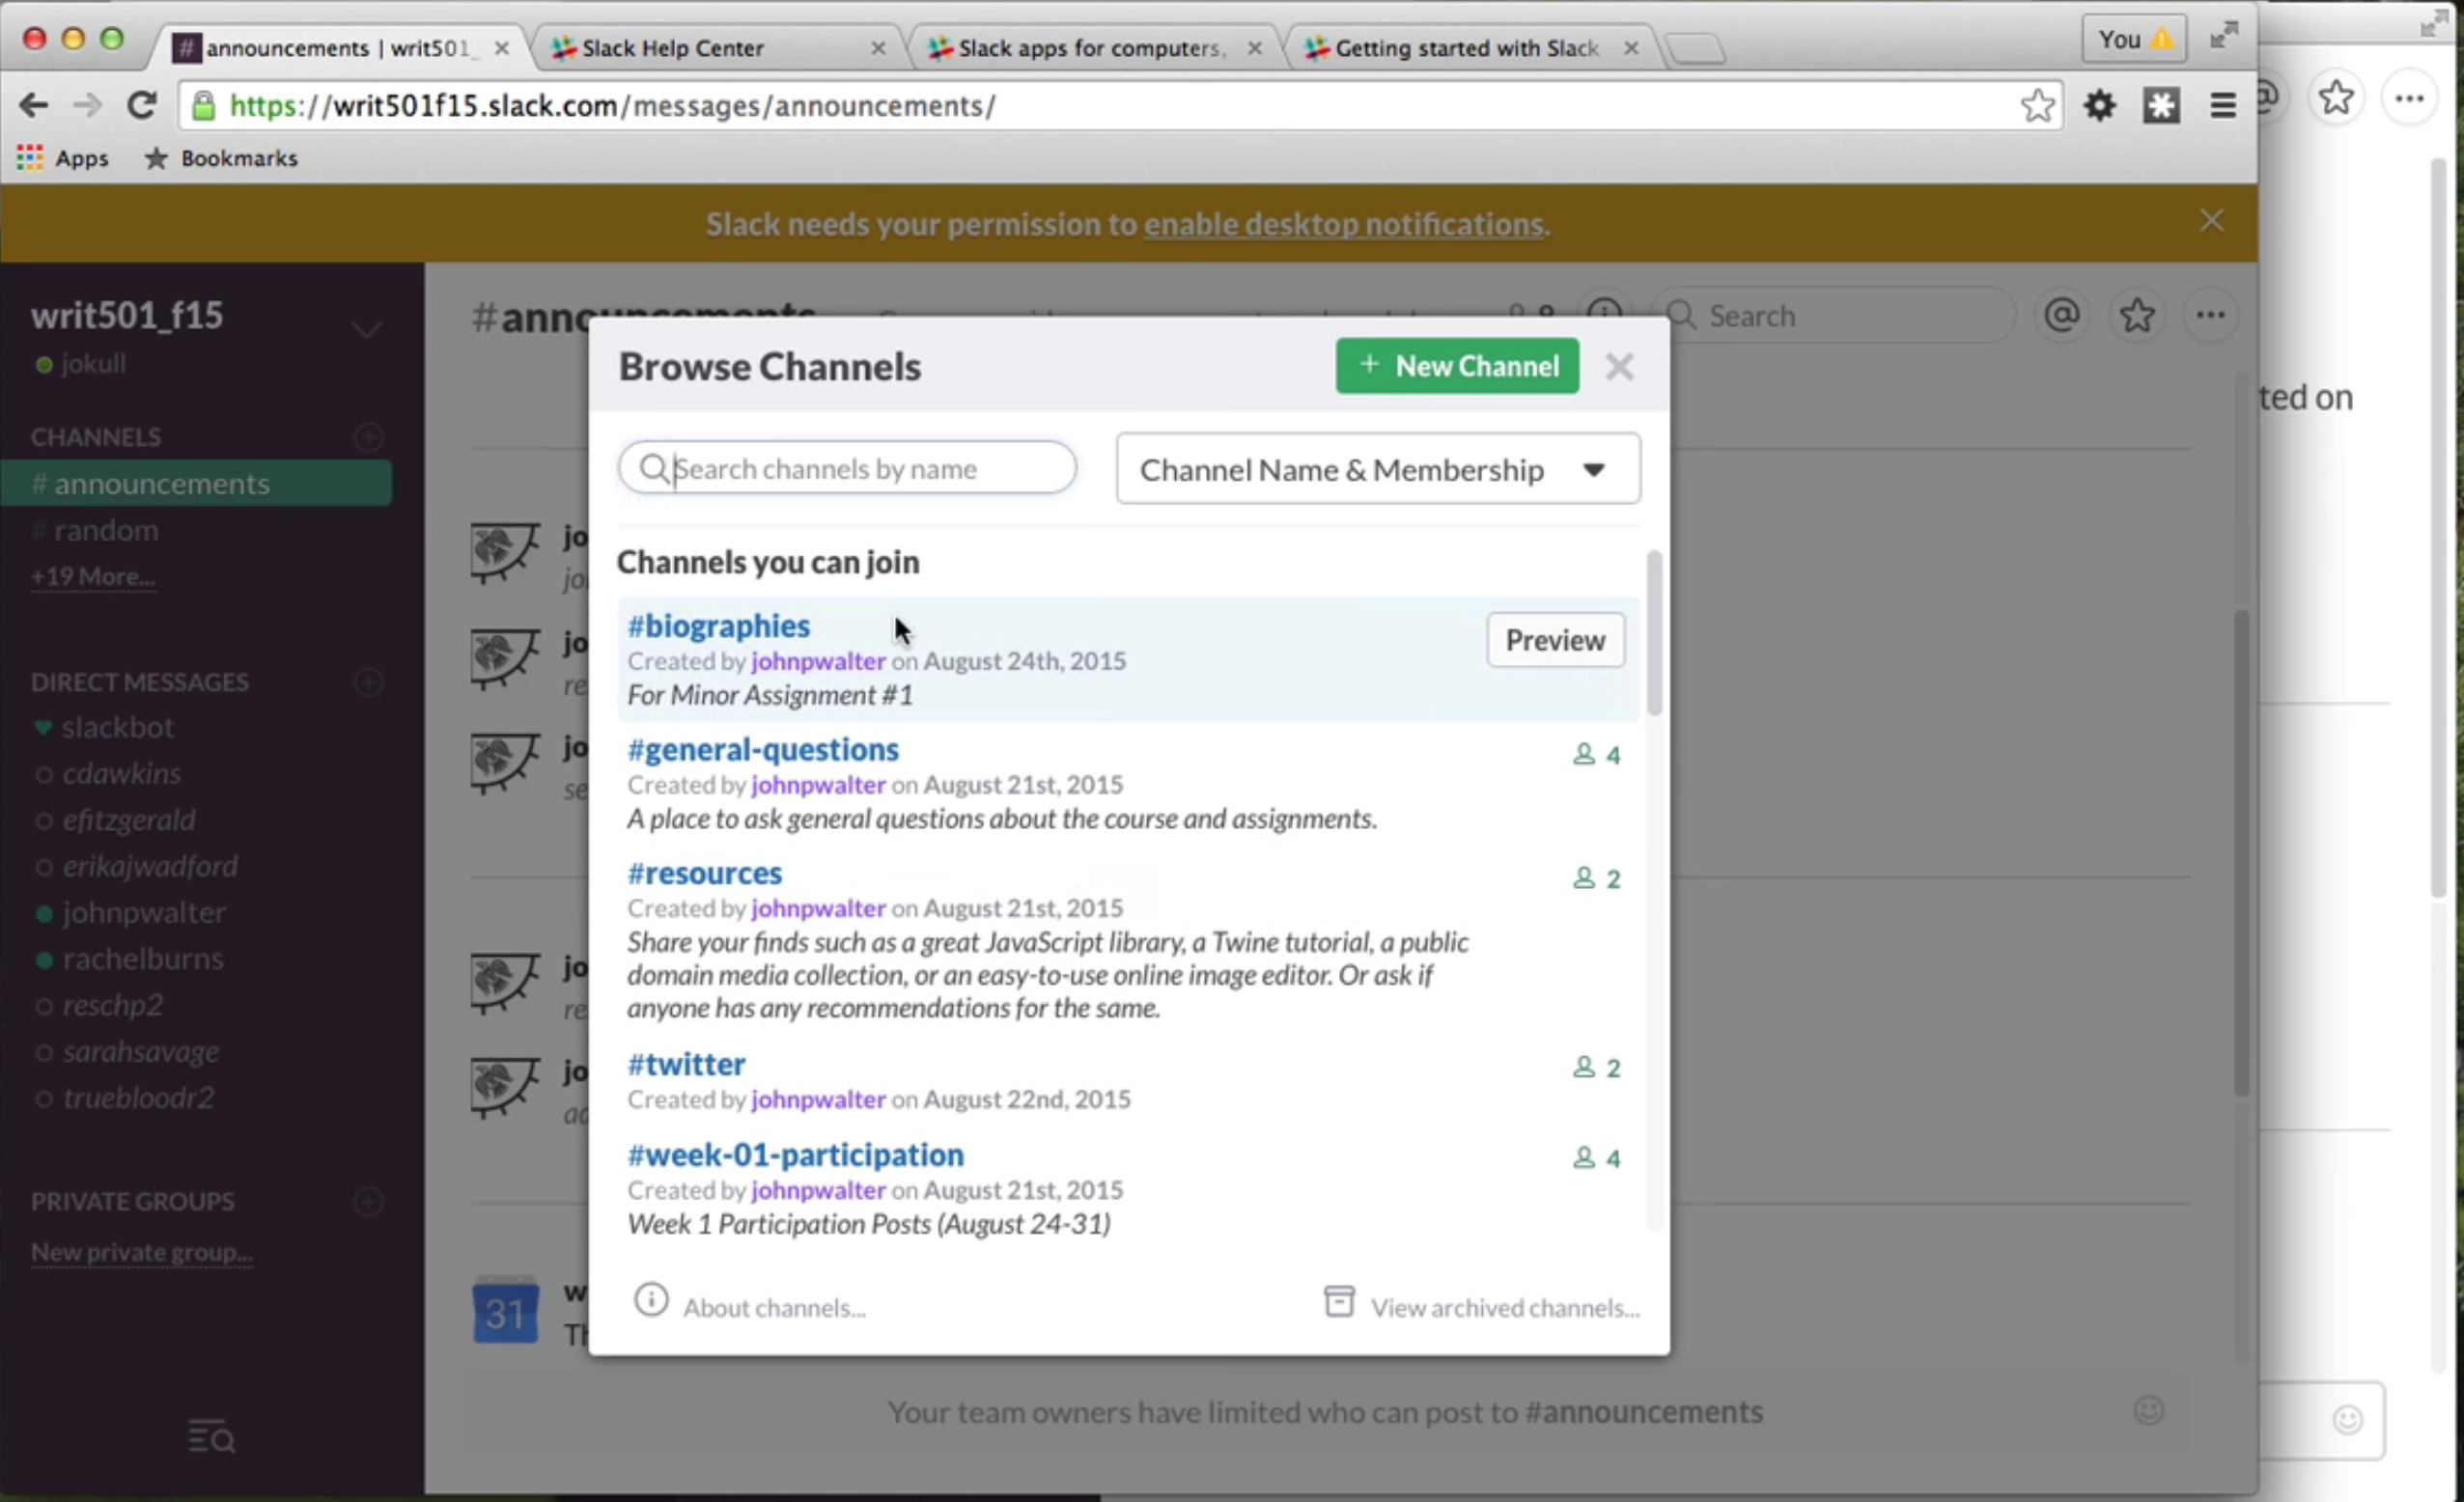 announcements | writ501_
Slack Help Center
Slack apps for computers,
Getting started with Slack
You
https://writ501f15.slack.com/messages/announcements/
Apps
Bookmarks
Slack needs your permission to enable desktop notifications.
writ501_f15
jokull
CHANNELS
# announcements
# random
+19 More...
DIRECT MESSAGES
slackbot
cdawkins
efitzgerald
erikajwadford
johnpwalter
rachelburns
reschp2
sarahsavage
truebloodr2
PRIVATE GROUPS
New private group...
#announcements
Search
Browse Channels
+ New Channel
Search channels by name
Channel Name & Membership
Channels you can join
#biographies
Preview
Created by johnpwalter on August 24th, 2015
For Minor Assignment #1
#general-questions
4
Created by johnpwalter on August 21st, 2015
A place to ask general questions about the course and assignments.
#resources
2
Created by johnpwalter on August 21st, 2015
Share your finds such as a great JavaScript library, a Twine tutorial, a public
domain media collection, or an easy-to-use online image editor. Or ask if
anyone has any recommendations for the same.
#twitter
2
Created by johnpwalter on August 22nd, 2015
#week-01-participation
4
Created by johnpwalter on August 21st, 2015
Week 1 Participation Posts (August 24-31)
About channels...
View archived channels...
jo
jo
jo
re
jo
se
jo
re
jo
ad
31
w
Th
Your team owners have limited who can post to #announcements
ted on